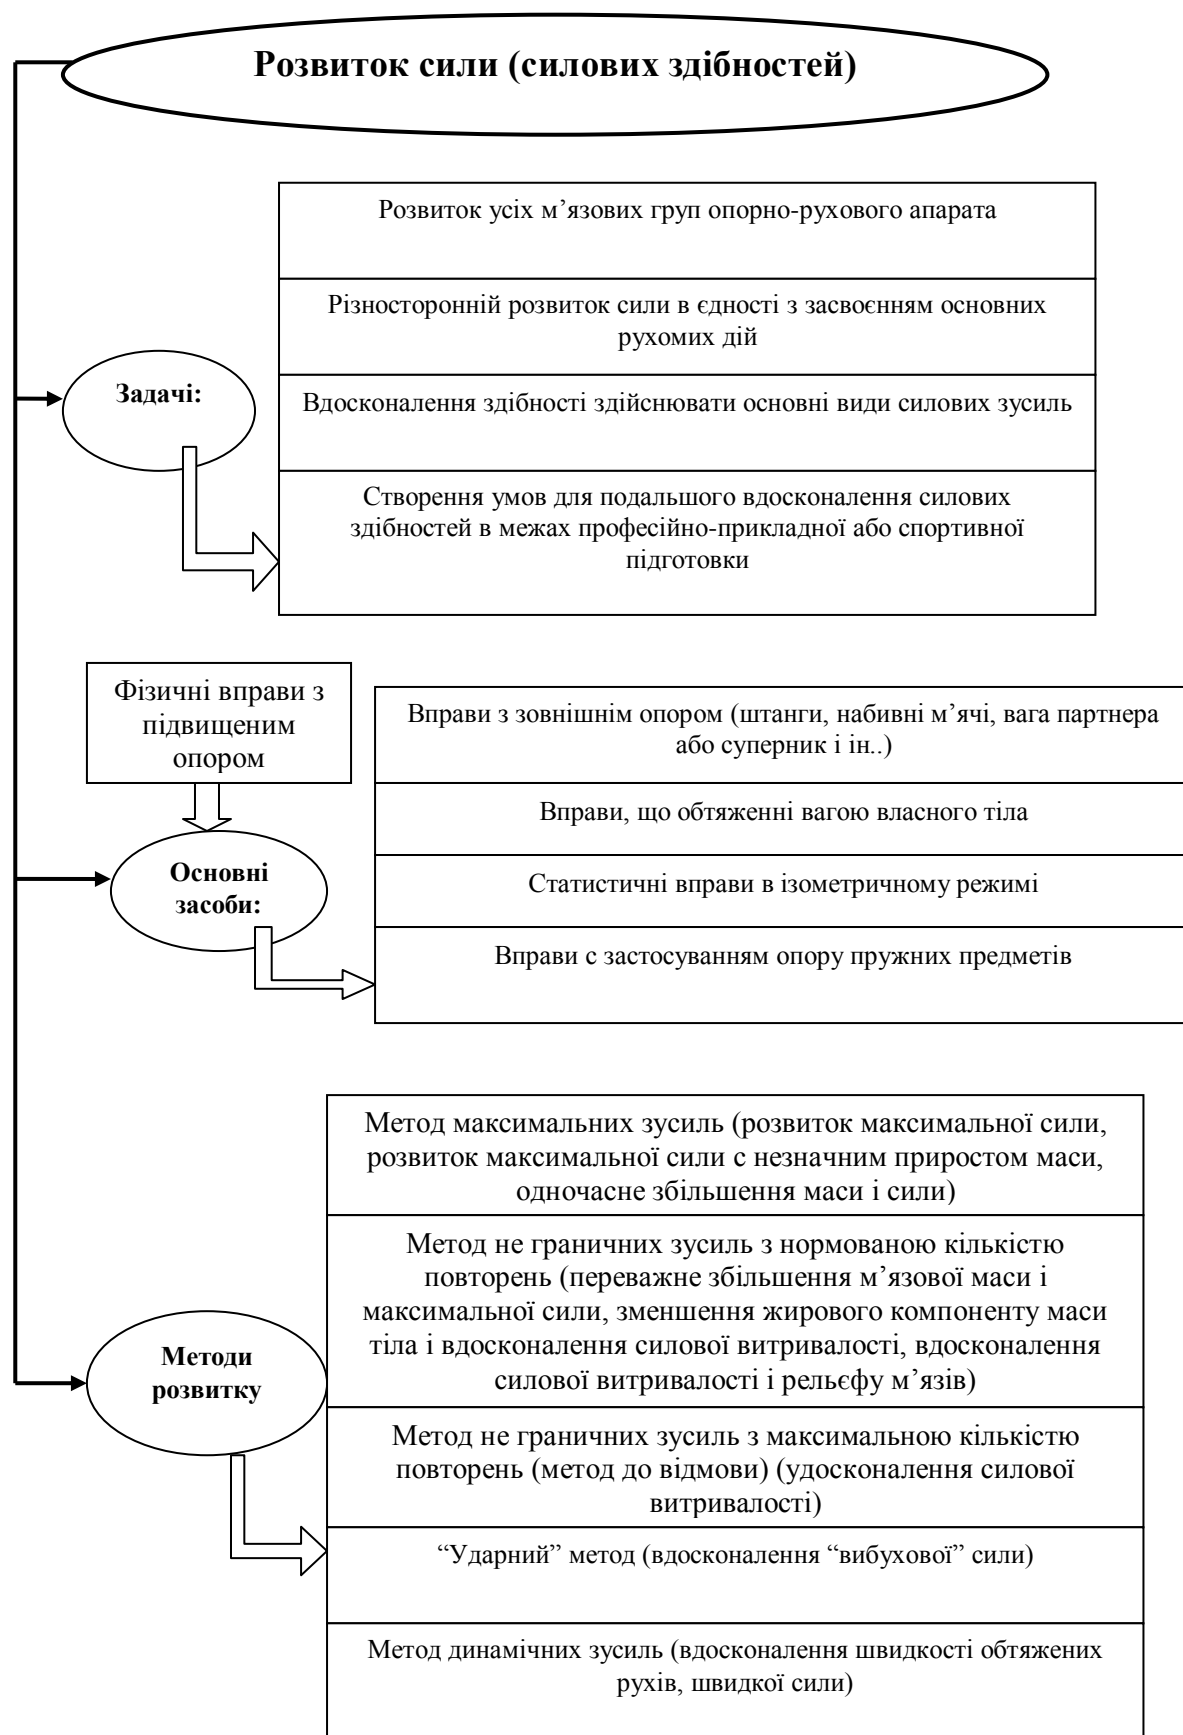 Розвиток сили (силових здібностей)
Розвиток усіх м’язових груп опорно-рухового апарата
Різносторонній розвиток сили в єдності з засвоєнням основних
рухомих дій
Задачі:
Вдосконалення здібності здійснювати основні види силових зусиль
Створення умов для подальшого вдосконалення силових
здібностей в межах професійно-прикладної або спортивної
підготовки
Фізичні вправи з
підвищеним
опором
Вправи з зовнішнім опором (штанги, набивні м’ячі, вага партнера
або суперник і ін..)
Вправи, що обтяженні вагою власного тіла
Основні
засоби:
Статистичні вправи в ізометричному режимі
Вправи с застосуванням опору пружних предметів
Метод максимальних зусиль (розвиток максимальної сили,
розвиток максимальної сили с незначним приростом маси,
одночасне збільшення маси і сили)
Метод не граничних зусиль з нормованою кількістю
повторень (переважне збільшення м’язової маси і
максимальної сили, зменшення жирового компоненту маси
тіла і вдосконалення силової витривалості, вдосконалення
силової витривалості і рельєфу м’язів)
Методи
розвитку
Метод не граничних зусиль з максимальною кількістю
повторень (метод до відмови) (удосконалення силової
витривалості)
“Ударний” метод (вдосконалення “вибухової” сили)
Метод динамічних зусиль (вдосконалення швидкості обтяжених
рухів, швидкої сили)